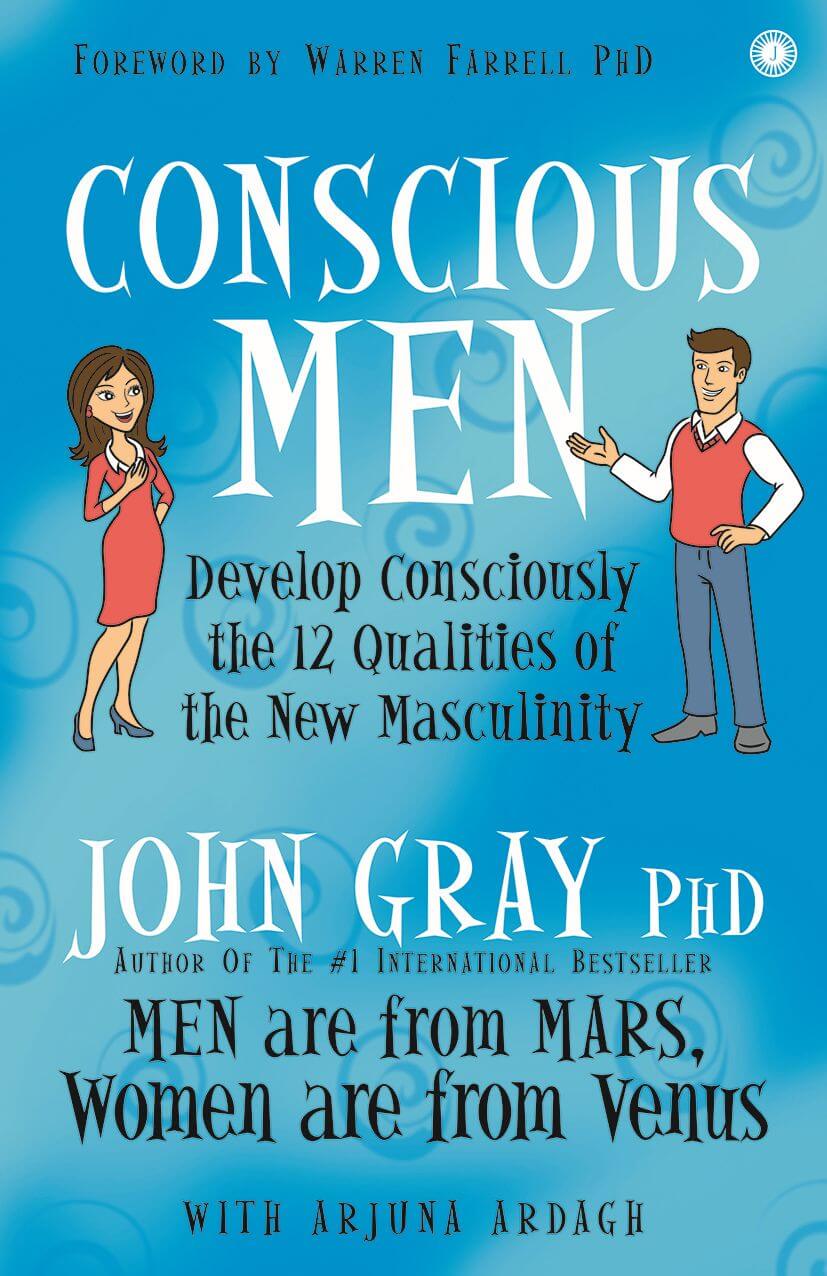 FOREWORD BY WARREN FARRELL PHD
J
CONSCIOUS
MEN
Develop Consciously
the 12 Qualities of
the New Masculinity
JOHN GRAY PHD
AUTHOR OF THE #1 INTERNATIONAL BESTSELLER
MEN are from MARS,
Women are from Venus
WITH ARJUNA ARDAGH